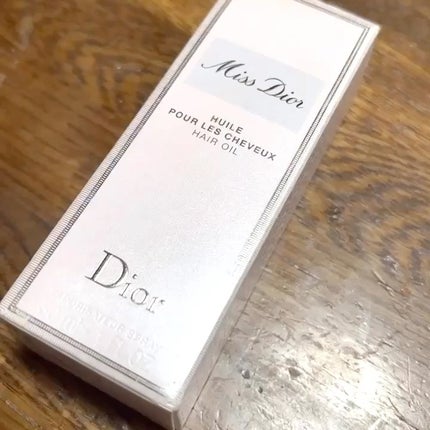 Miss Dior
HUILE
POUR LES CHEVEUX
HAIR OIL
Dior